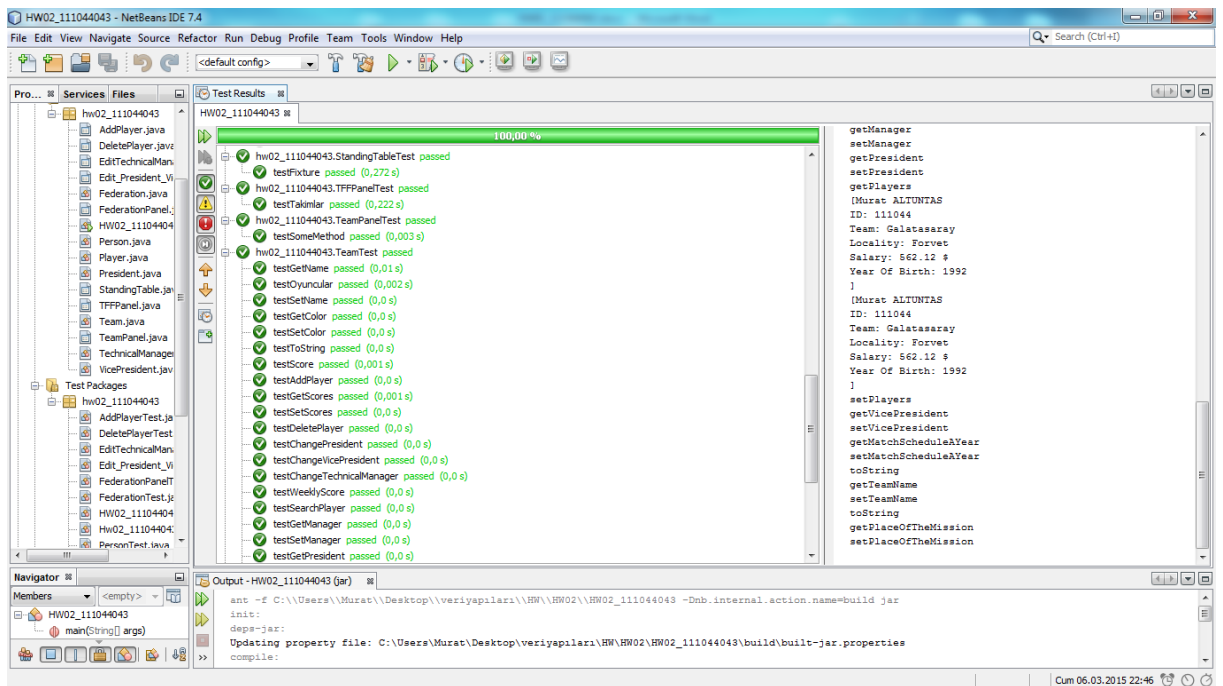 HW02_111044043 - NetBeans IDE 7.4
File Edit View Navigate Source Refactor Run Debug Profile Team Tools Window Help
Search (Ctrl+I)
<default config>
Pro... Services Files
hw02_111044043
AddPlayer.java
DeletePlayer.java
EditTechnicalMan
Edit_President_Vi
Federation.java
FederationPanel.j
HW02_11104404
Person.java
Player.java
President.java
StandingTable.jav
TFFPanel.java
Team.java
TeamPanel.java
TechnicalManager
VicePresident.jav
Test Packages
hw02_111044043
AddPlayerTest.ja
DeletePlayerTest
EditTechnicalMan
Edit_President_Vi
FederationPanelT
FederationTest.ja
HW02_11104404
Hw02_11104404
PersonTest.java
Test Results
HW02_111044043
100,00 %
hw02_111044043.StandingTableTest passed
testFixture passed (0,272 s)
hw02_111044043.TFFPanelTest passed
testTakimlar passed (0,222 s)
hw02_111044043.TeamPanelTest passed
testSomeMethod passed (0,003 s)
hw02_111044043.TeamTest passed
testGetName passed (0,01 s)
testOyuncular passed (0,002 s)
testSetName passed (0,0 s)
testGetColor passed (0,0 s)
testSetColor passed (0,0 s)
testToString passed (0,0 s)
testScore passed (0,001 s)
testAddPlayer passed (0,0 s)
testGetScores passed (0,001 s)
testSetScores passed (0,0 s)
testDeletePlayer passed (0,0 s)
testChangePresident passed (0,0 s)
testChangeVicePresident passed (0,0 s)
testChangeTechnicalManager passed (0,0 s)
testWeeklyScore passed (0,0 s)
testSearchPlayer passed (0,0 s)
testGetManager passed (0,0 s)
testSetManager passed (0,0 s)
testGetPresident passed (0,0 s)
getManager
setManager
getPresident
setPresident
getPlayers
[Murat ALTUNTAS
ID: 111044
Team: Galatasaray
Locality: Forvet
Salary: 562.12 $
Year Of Birth: 1992
]
[Murat ALTUNTAS
ID: 111044
Team: Galatasaray
Locality: Forvet
Salary: 562.12 $
Year Of Birth: 1992
]
setPlayers
getVicePresident
setVicePresident
getMatchScheduleAYear
setMatchScheduleAYear
toString
getTeamName
setTeamName
toString
getPlaceOfTheMission
setPlaceOfTheMission
Navigator
Members <empty>
HW02_111044043
main(String[] args)
Output - HW02_111044043 (jar)
ant -f C:\\Users\\Murat\\Desktop\\veriyapıları\\HW\\HW02\\HW02_111044043 -Dnb.internal.action.name=build jar
init:
deps-jar:
Updating property file: C:\Users\Murat\Desktop\veriyapıları\HW\HW02\HW02_111044043\build\built-jar.properties
compile:
Cum 06.03.2015 22:46